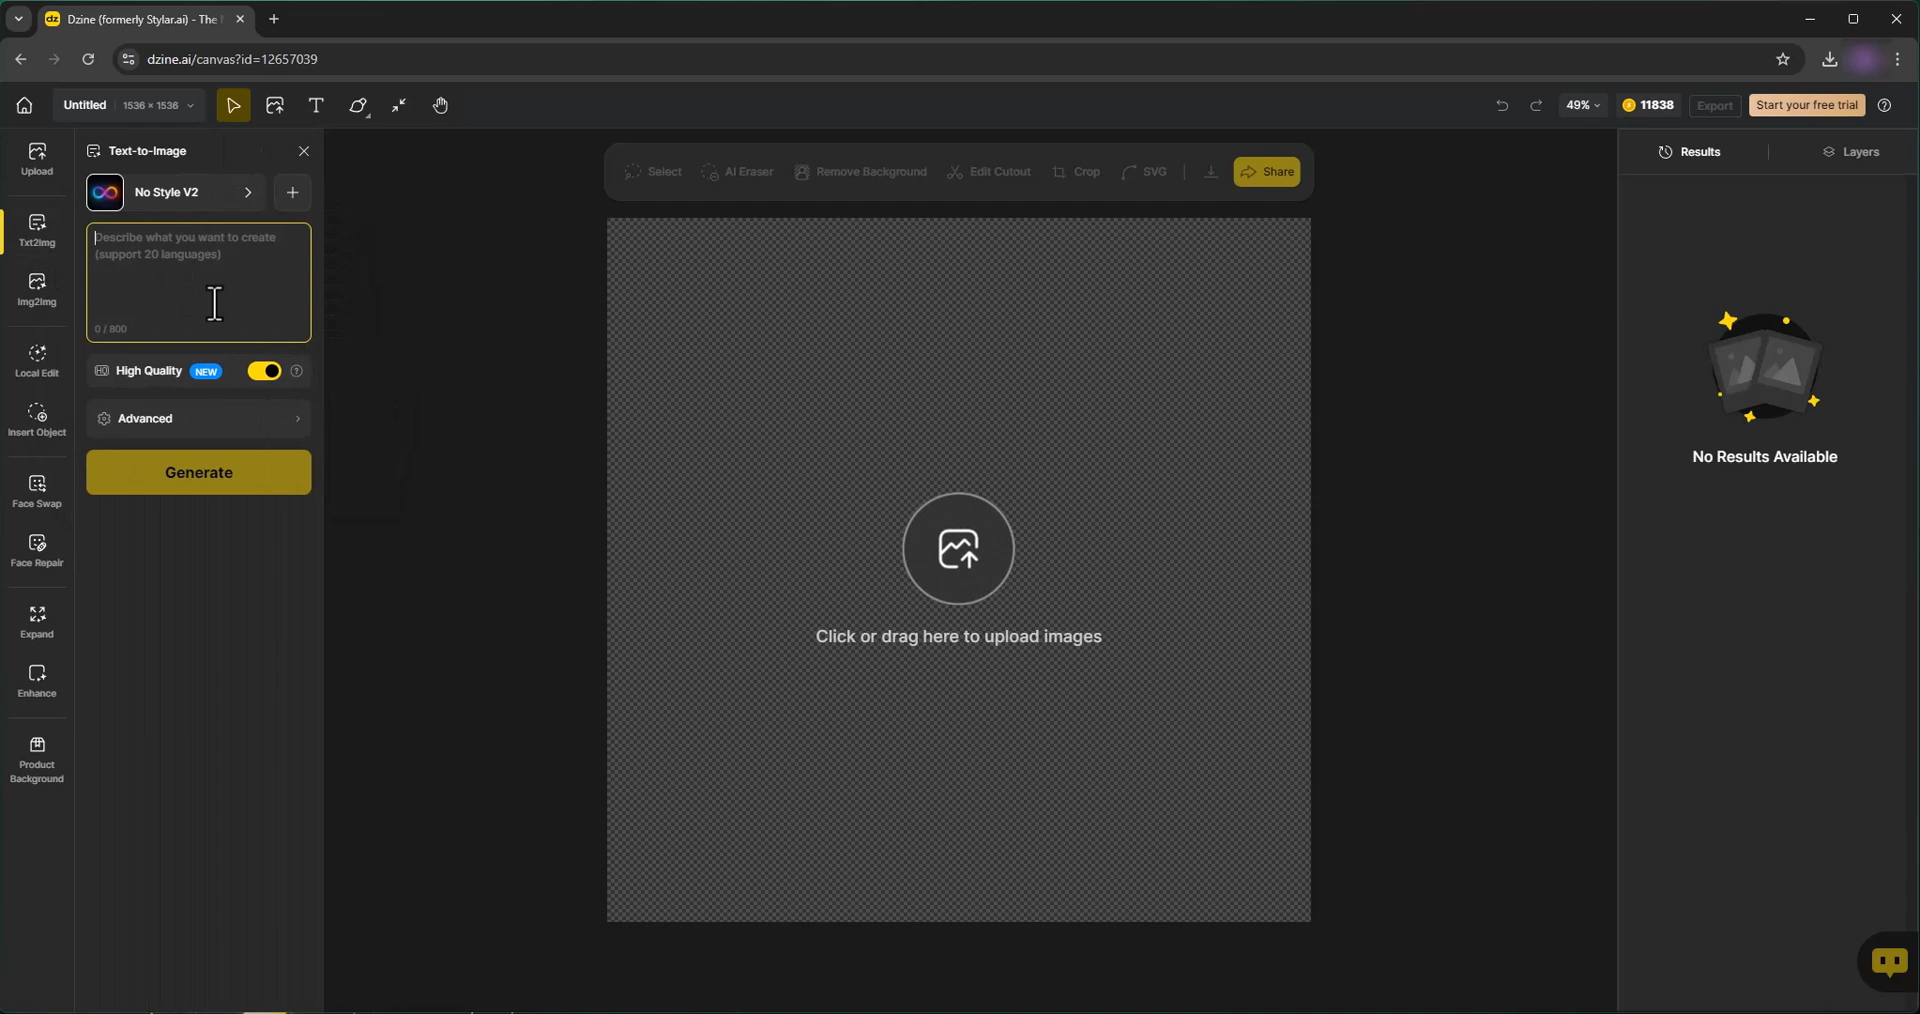 Dzine (formerly Stylar.ai) - The
dzine.ai/canvas?id=12657039
Untitled 1536 × 1536
49%
11838
Export
Start your free trial
Upload
Txt2Img
Img2Img
Local Edit
Insert Object
Face Swap
Face Repair
Expand
Enhance
Product
Background
Text-to-Image
No Style V2
Describe what you want to create
(support 20 languages)
0 / 800
High Quality NEW
Advanced
Generate
Select AI Eraser Remove Background Edit Cutout Crop SVG Share
Click or drag here to upload images
Results Layers
No Results Available